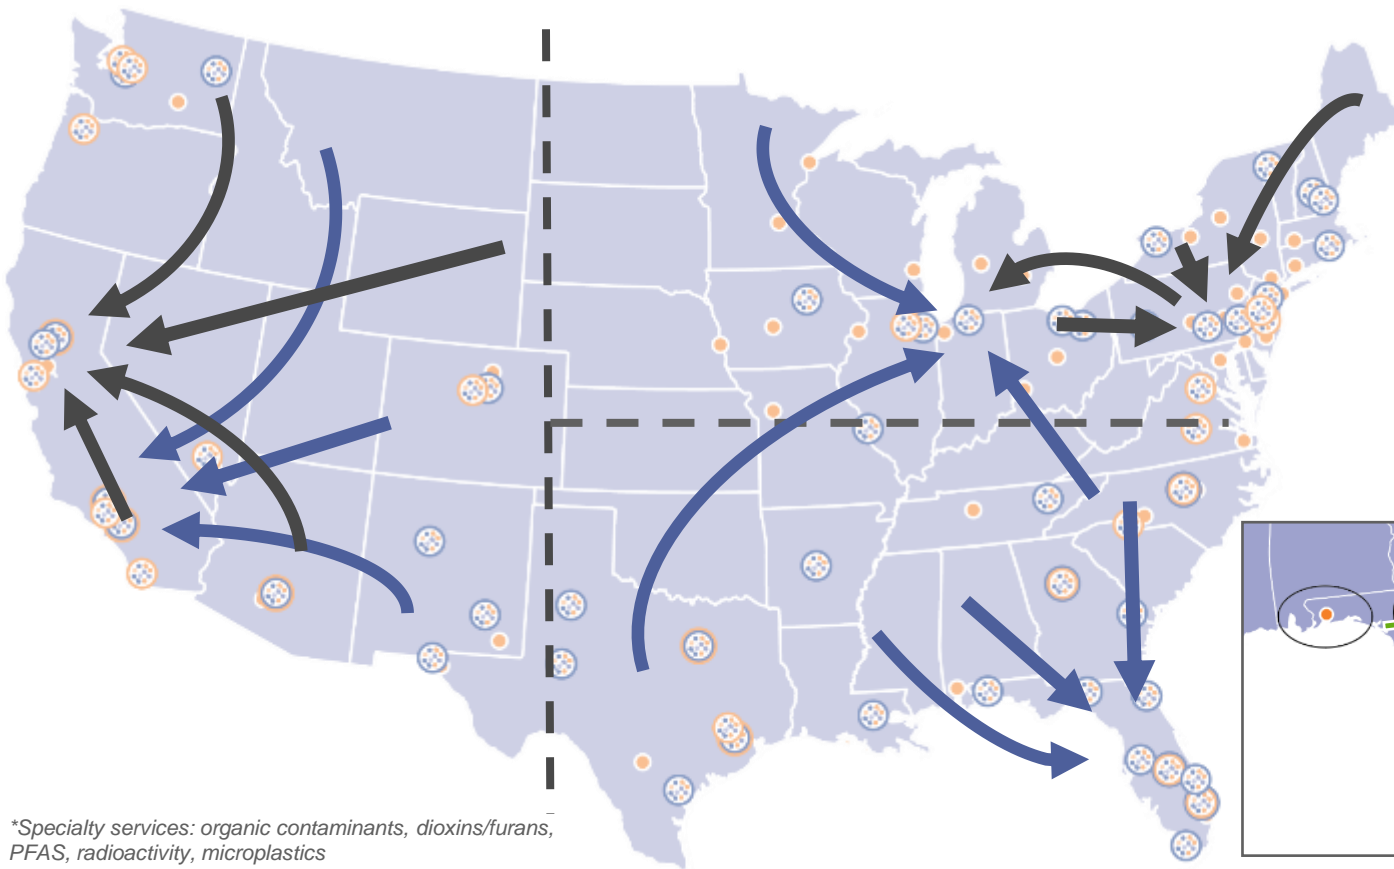 *Specialty services: organic contaminants, dioxins/furans,
PFAS, radioactivity, microplastics